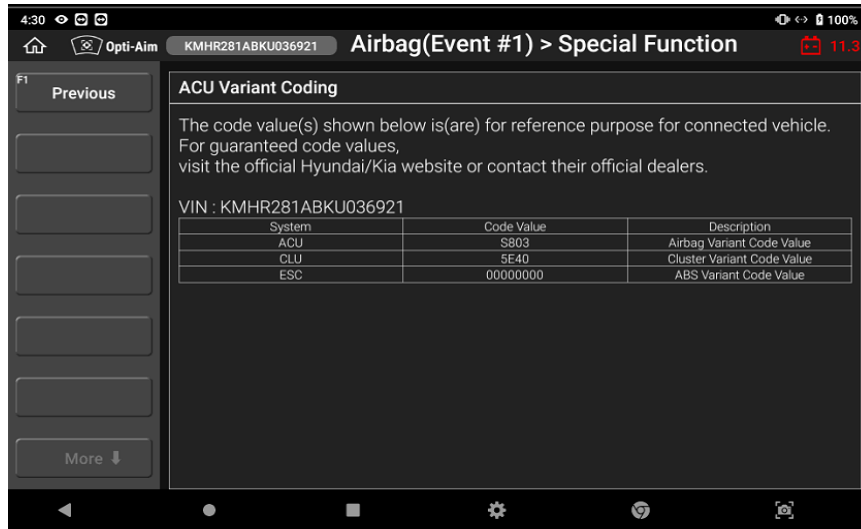 4:30 100%
Opti-Aim KMHR281ABKU036921 Airbag(Event #1) > Special Function 11.3
F1 Previous
ACU Variant Coding
The code value(s) shown below is(are) for reference purpose for connected vehicle.
For guaranteed code values,
visit the official Hyundai/Kia website or contact their official dealers.
VIN : KMHR281ABKU036921
System Code Value Description
ACU S803 Airbag Variant Code Value
CLU 5E40 Cluster Variant Code Value
ESC 00000000 ABS Variant Code Value
More